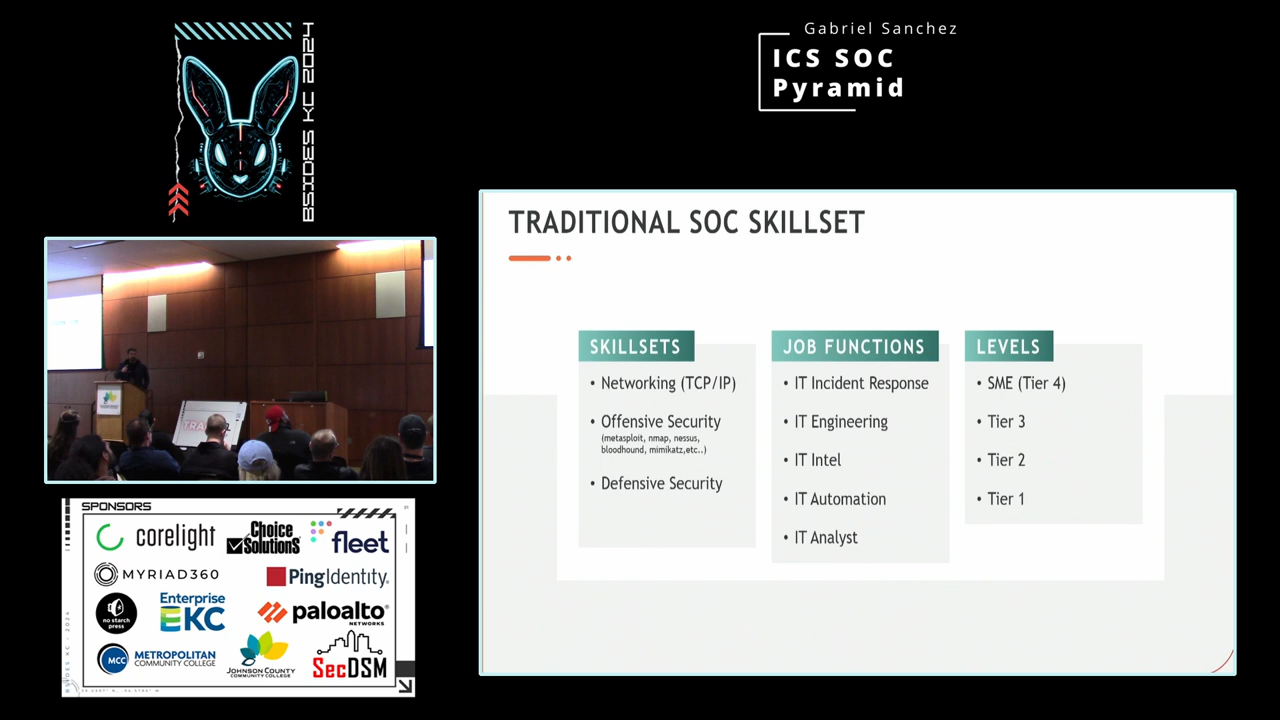 BSIDES KC 2024
Gabriel Sanchez
ICS SOC
Pyramid
TRADITIONAL SOC SKILLSET
SKILLSETS
• Networking (TCP/IP)
• Offensive Security
(metasploit, nmap, nessus,
bloodhound, mimikatz,etc..)
• Defensive Security
JOB FUNCTIONS
• IT Incident Response
• IT Engineering
• IT Intel
• IT Automation
• IT Analyst
LEVELS
• SME (Tier 4)
• Tier 3
• Tier 2
• Tier 1
SPONSORS
corelight
Choice
Solutions
fleet
MYRIAD360
PingIdentity
no starch
press
Enterprise
EKC
paloalto
NETWORKS
MCC
METROPOLITAN
COMMUNITY COLLEGE
JOHNSON COUNTY
COMMUNITY COLLEGE
SecDSM
BSIDES KC - 2024